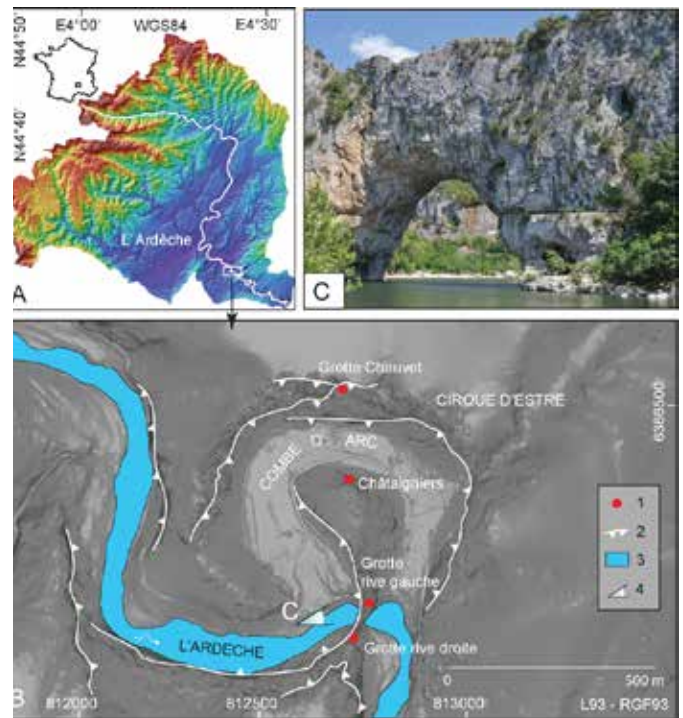 E4°00' WGS84 E4°30'
N44°50'
N44°40'
L' Ardèche
A
C
Grotte Chauvet
CIRQUE D'ESTRE
6386500
COMBE D' ARC
Châtaigniers
1
2
3
4
Grotte
rive gauche
C
L'ARDECHE
Grotte rive droite
0 500 m
B
812000 812500 813000 L93 - RGF93